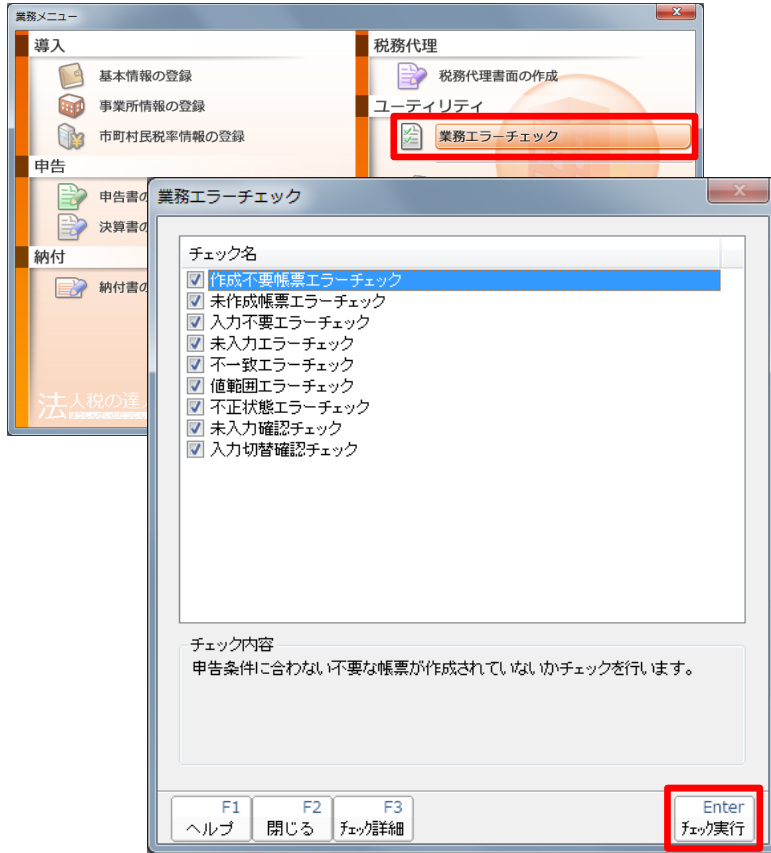 業務メニュー
導入
基本情報の登録
事業所情報の登録
市町村民税率情報の登録
申告
申告書の
決算書の
納付
納付書の
法人税の達人
税務代理
税務代理書面の作成
ユーティリティ
業務エラーチェック
業務エラーチェック
チェック名
作成不要帳票エラーチェック
未作成帳票エラーチェック
入力不要エラーチェック
未入力エラーチェック
不一致エラーチェック
値範囲エラーチェック
不正状態エラーチェック
未入力確認チェック
入力切替確認チェック
チェック内容
申告条件に合わない不要な帳票が作成されていないかチェックを行います。
F1
ヘルプ
F2
閉じる
F3
チェック詳細
Enter
チェック実行